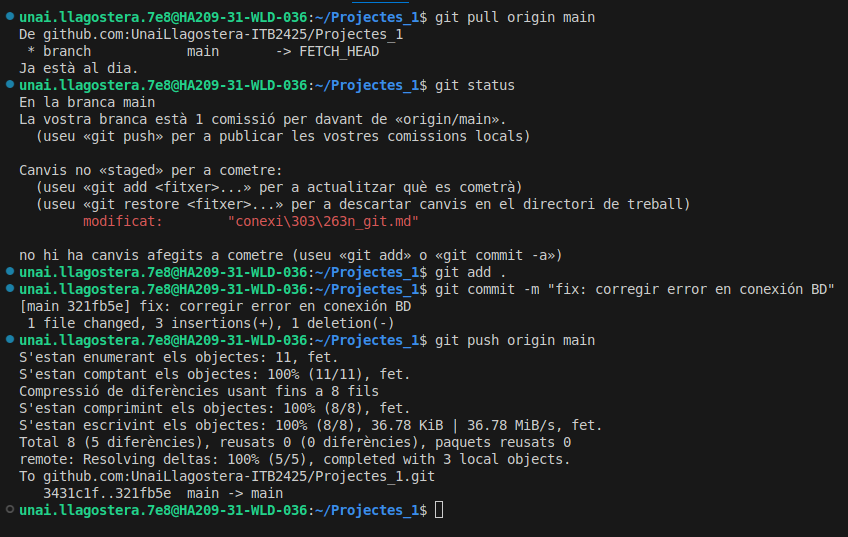 unai.llagostera.7e8@HA209-31-WLD-036:~/Projectes_1$ git pull origin main
De github.com:UnaiLlagostera-ITB2425/Projectes_1
 * branch            main       -> FETCH_HEAD
Ja està al dia.
unai.llagostera.7e8@HA209-31-WLD-036:~/Projectes_1$ git status
En la branca main
La vostra branca està 1 comissió per davant de «origin/main».
  (useu «git push» per a publicar les vostres comissions locals)

Canvis no «staged» per a cometre:
  (useu «git add <fitxer>...» per a actualitzar què es cometrà)
  (useu «git restore <fitxer>...» per a descartar canvis en el directori de treball)
        modificat:        "conexi\303\263n_git.md"

no hi ha canvis afegits a cometre (useu «git add» o «git commit -a»)
unai.llagostera.7e8@HA209-31-WLD-036:~/Projectes_1$ git add .
unai.llagostera.7e8@HA209-31-WLD-036:~/Projectes_1$ git commit -m "fix: corregir error en conexión BD"
[main 321fb5e] fix: corregir error en conexión BD
 1 file changed, 3 insertions(+), 1 deletion(-)
unai.llagostera.7e8@HA209-31-WLD-036:~/Projectes_1$ git push origin main
S'estan enumerant els objectes: 11, fet.
S'estan comptant els objectes: 100% (11/11), fet.
Compressió de diferències usant fins a 8 fils
S'estan comprimint els objectes: 100% (8/8), fet.
S'estan escrivint els objectes: 100% (8/8), 36.78 KiB | 36.78 MiB/s, fet.
Total 8 (5 diferències), reusats 0 (0 diferències), paquets reusats 0
remote: Resolving deltas: 100% (5/5), completed with 3 local objects.
To github.com:UnaiLlagostera-ITB2425/Projectes_1.git
   3431c1f..321fb5e  main -> main
unai.llagostera.7e8@HA209-31-WLD-036:~/Projectes_1$